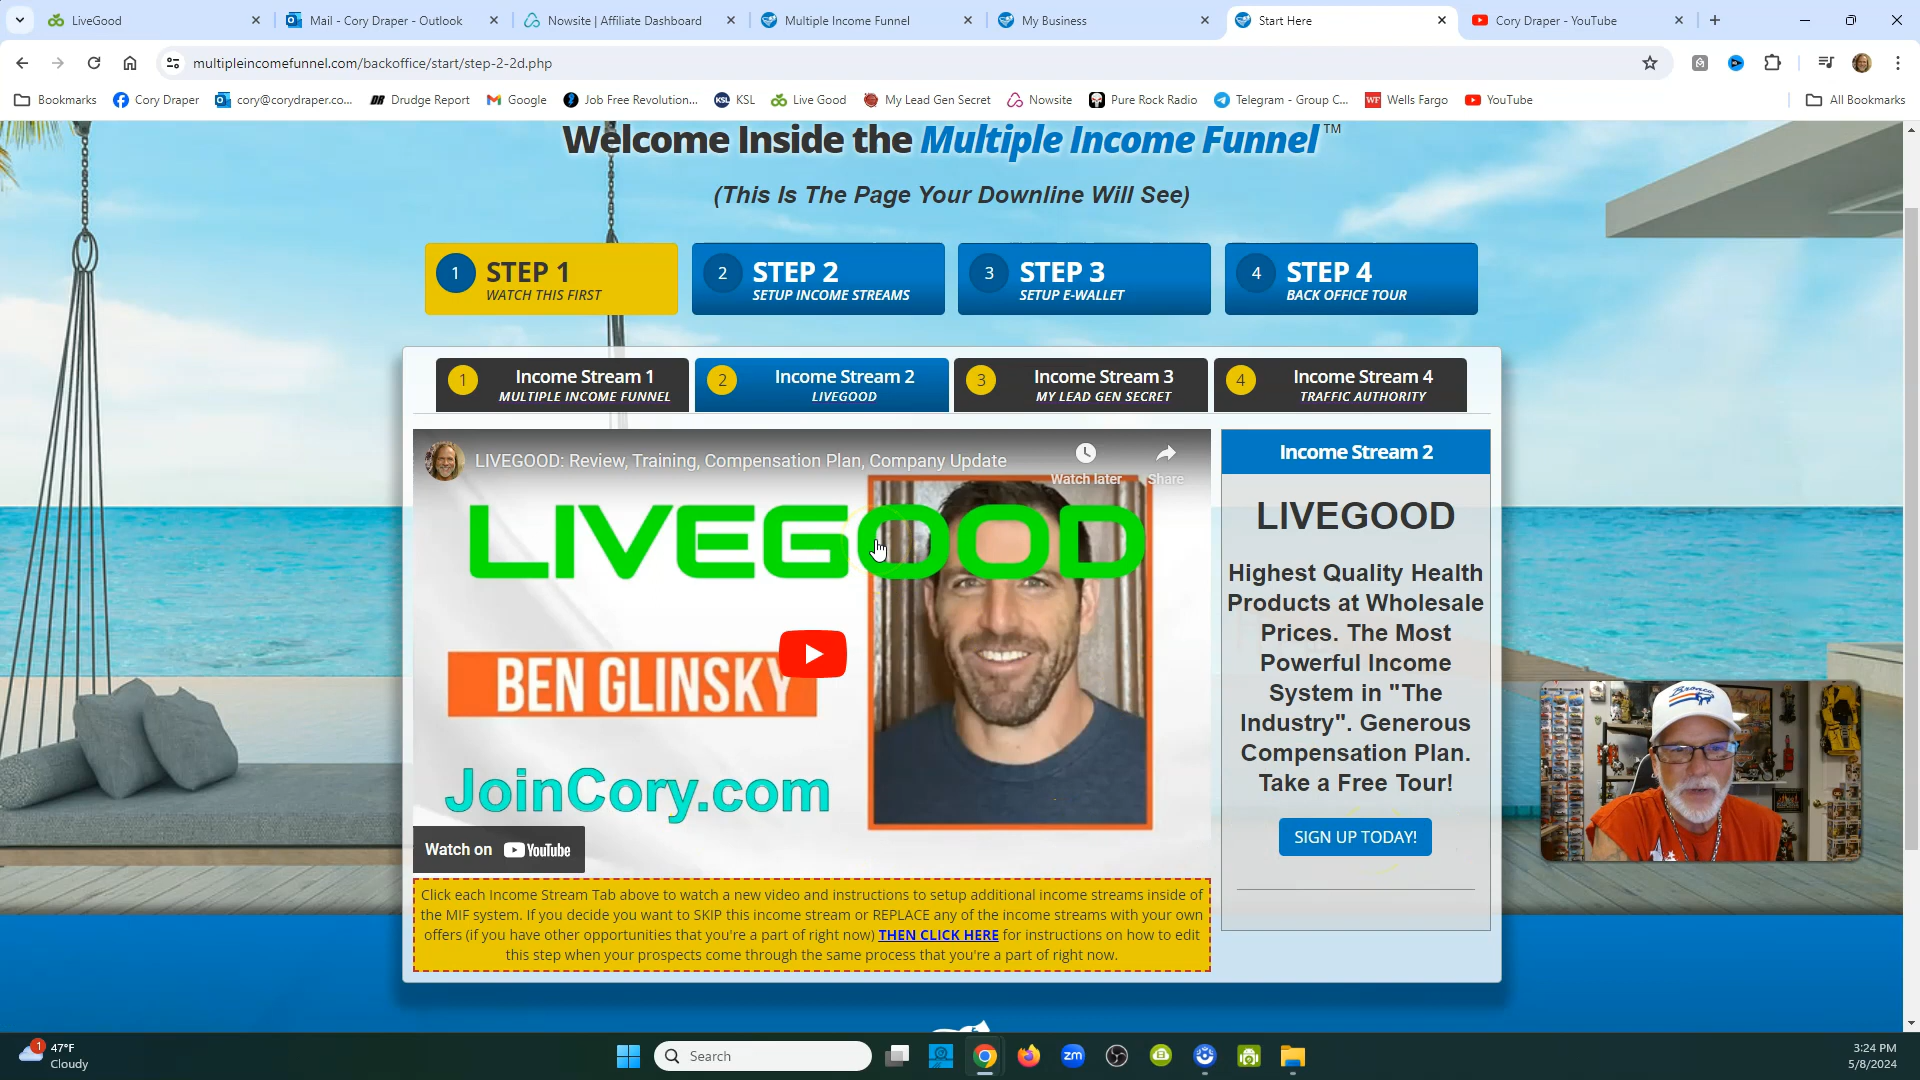 LiveGood
Mail - Cory Draper - Outlook
Nowsite | Affiliate Dashboard
Multiple Income Funnel
My Business
Start Here
Cory Draper - YouTube
multipleincomefunnel.com/backoffice/start/step-2-2d.php
Bookmarks
Cory Draper
cory@corydraper.co...
Drudge Report
Google
Job Free Revolution...
KSL
Live Good
My Lead Gen Secret
Nowsite
Pure Rock Radio
Telegram - Group C...
Wells Fargo
YouTube
All Bookmarks
Welcome Inside the Multiple Income Funnel™
(This Is The Page Your Downline Will See)
1 STEP 1
WATCH THIS FIRST
2 STEP 2
SETUP INCOME STREAMS
3 STEP 3
SETUP E-WALLET
4 STEP 4
BACK OFFICE TOUR
1 Income Stream 1
MULTIPLE INCOME FUNNEL
2 Income Stream 2
LIVEGOOD
3 Income Stream 3
MY LEAD GEN SECRET
4 Income Stream 4
TRAFFIC AUTHORITY
LIVEGOOD: Review, Training, Compensation Plan, Company Update
Watch later
Share
LIVEGOOD
BEN GLINSKY
JoinCory.com
Watch on YouTube
Income Stream 2
LIVEGOOD
Highest Quality Health
Products at Wholesale
Prices. The Most
Powerful Income
System in "The
Industry". Generous
Compensation Plan.
Take a Free Tour!
SIGN UP TODAY!
Broncos
Click each Income Stream Tab above to watch a new video and instructions to setup additional income streams inside of
the MIF system. If you decide you want to SKIP this income stream or REPLACE any of the income streams with your own
offers (if you have other opportunities that you're a part of right now) THEN CLICK HERE for instructions on how to edit
this step when your prospects come through the same process that you're a part of right now.
1
47°F
Cloudy
Search
zm
3:24 PM
5/8/2024